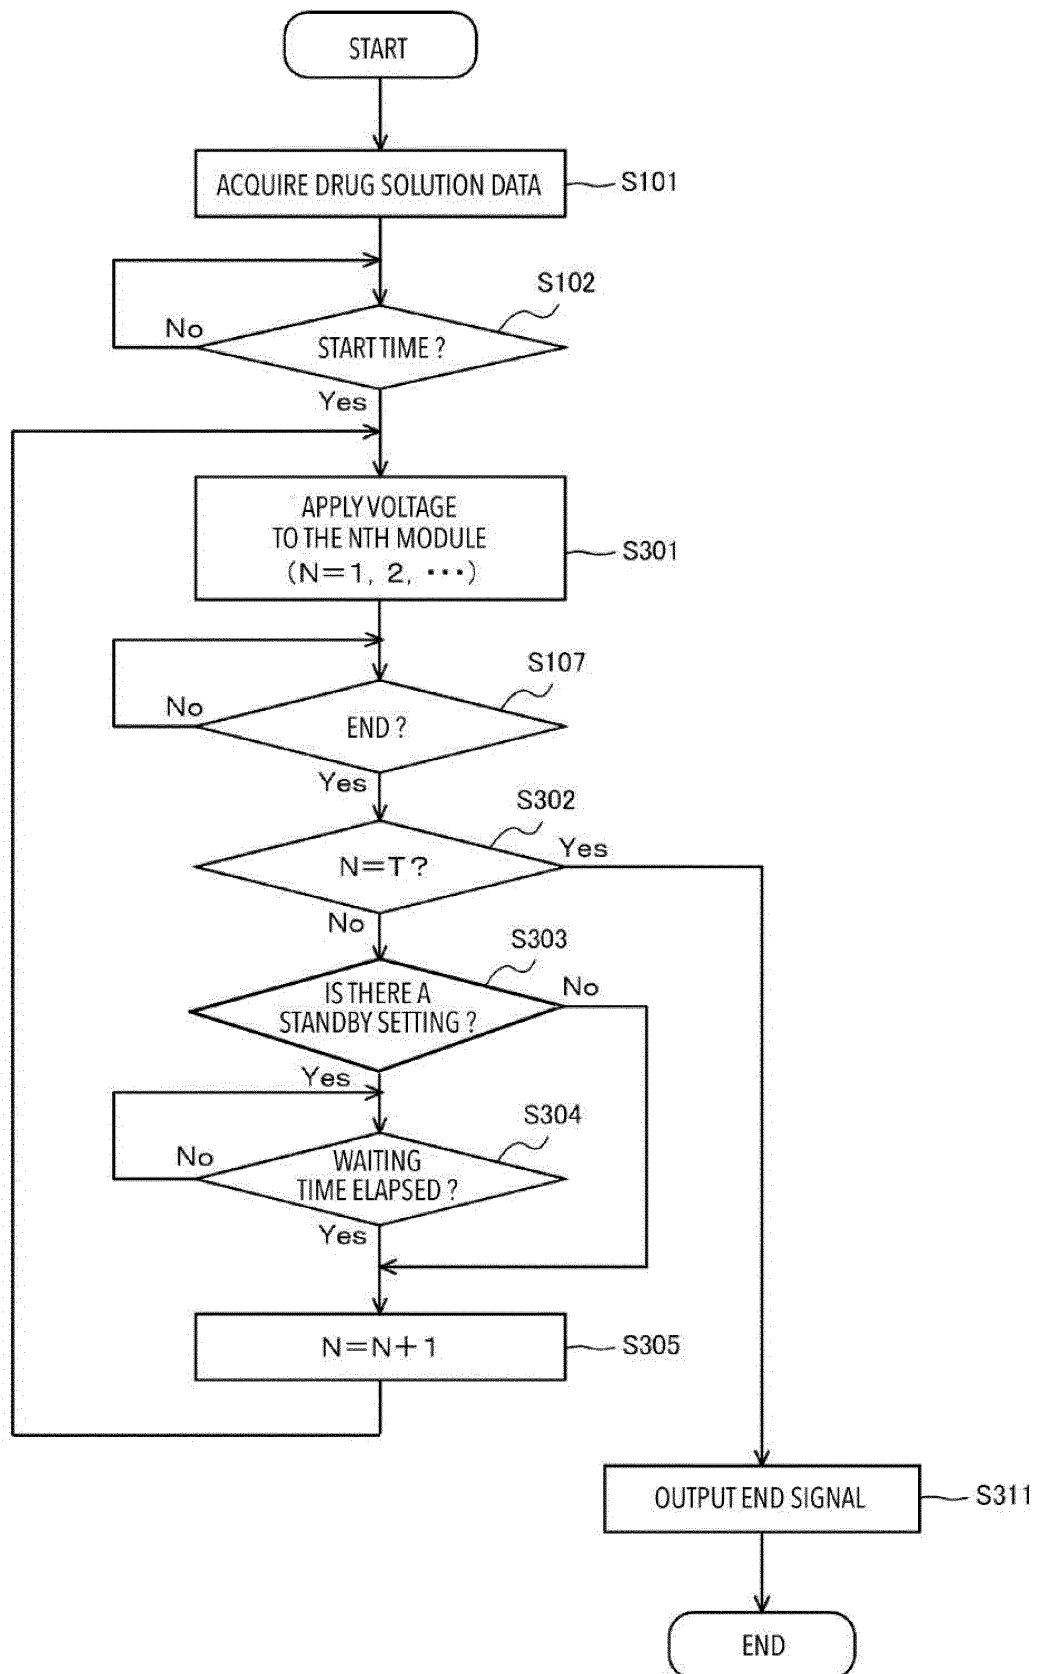 START
ACQUIRE DRUG SOLUTION DATA
S101
S102
No
START TIME ?
Yes
APPLY VOLTAGE
TO THE NTH MODULE
(N=1, 2, ･･･)
S301
S107
No
END ?
Yes
S302
N=T?
Yes
No
S303
IS THERE A
STANDBY SETTING ?
No
Yes
S304
No
WAITING
TIME ELAPSED ?
Yes
N=N+1
S305
OUTPUT END SIGNAL
S311
END